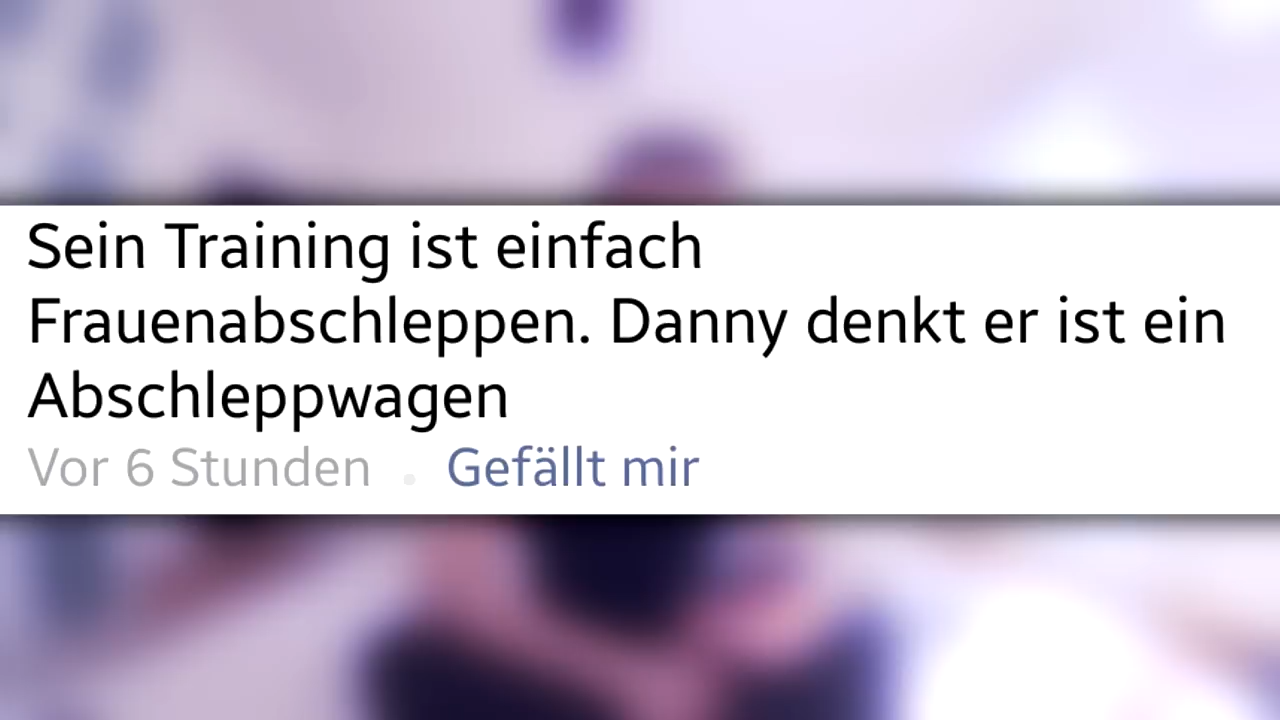 Sein Training ist einfach
Frauenabschleppen. Danny denkt er ist ein
Abschleppwagen
Vor 6 Stunden . Gefällt mir